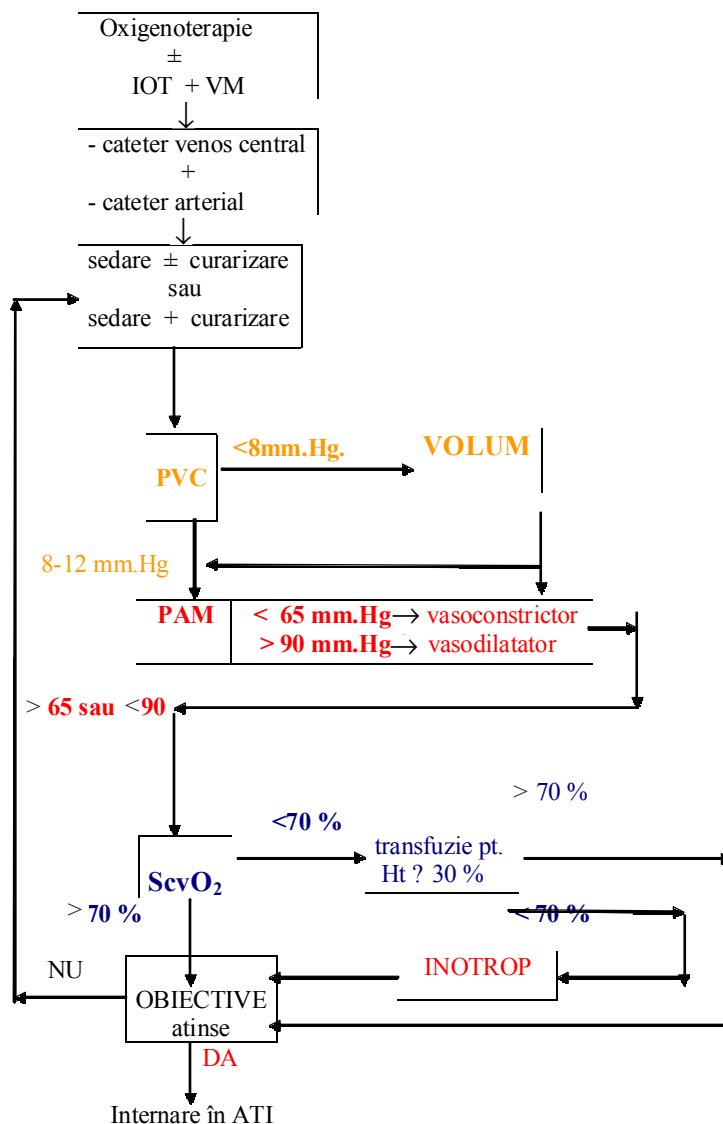 Oxigenoterapie
±
IOT + VM
- cateter venos central
+
- cateter arterial
sedare ± curarizare
sau
sedare + curarizare
<8mm.Hg.
VOLUM
PVC
8-12 mm.Hg
PAM
< 65 mm.Hg→ vasoconstrictor
> 90 mm.Hg→ vasodilatator
> 65 sau <90
> 70 %
<70 %
transfuzie pt.
Ht ? 30 %
ScvO₂
> 70 %
< 70 %
NU
INOTROP
OBIECTIVE
atinse
DA
Internare în ATI